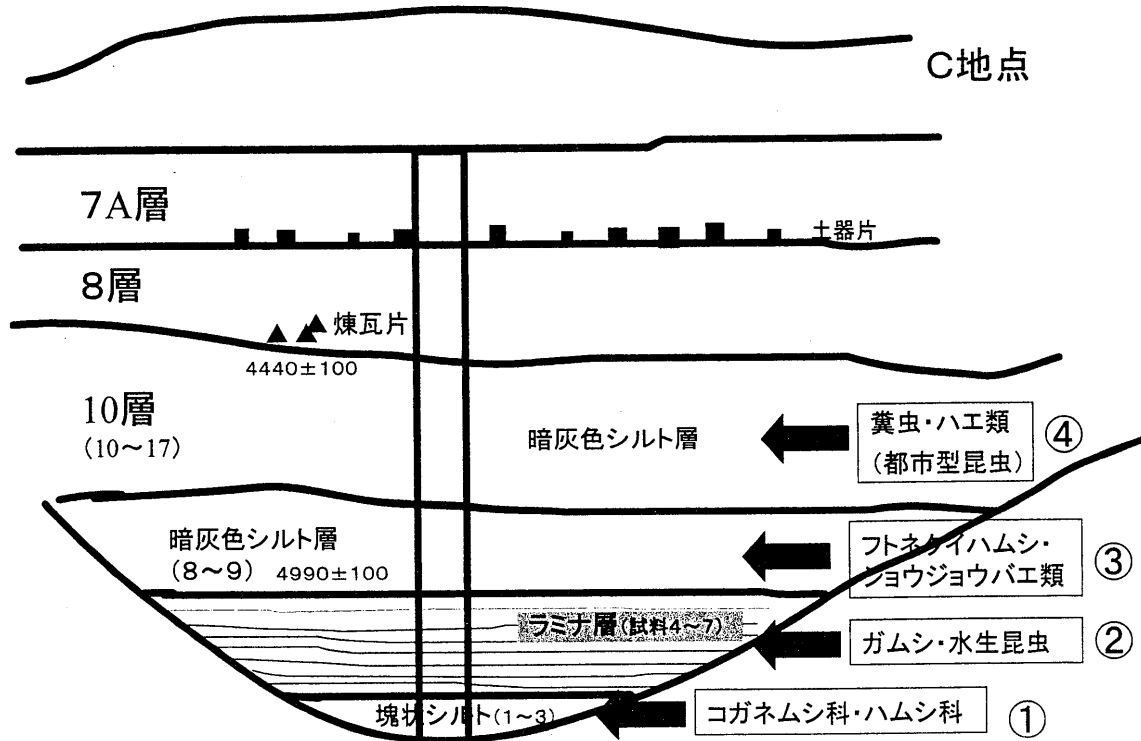 C地点
7A層
土器片
8層
煉瓦片
4440±100
10層
(10～17)
暗灰色シルト層
糞虫・ハエ類
(都市型昆虫)
④
暗灰色シルト層
(8～9) 4990±100
フトネクイハムシ・
ショウジョウバエ類
③
ラミナ層(試料4～7)
ガムシ・水生昆虫
②
塊状シルト(1～3)
コガネムシ科・ハムシ科
①